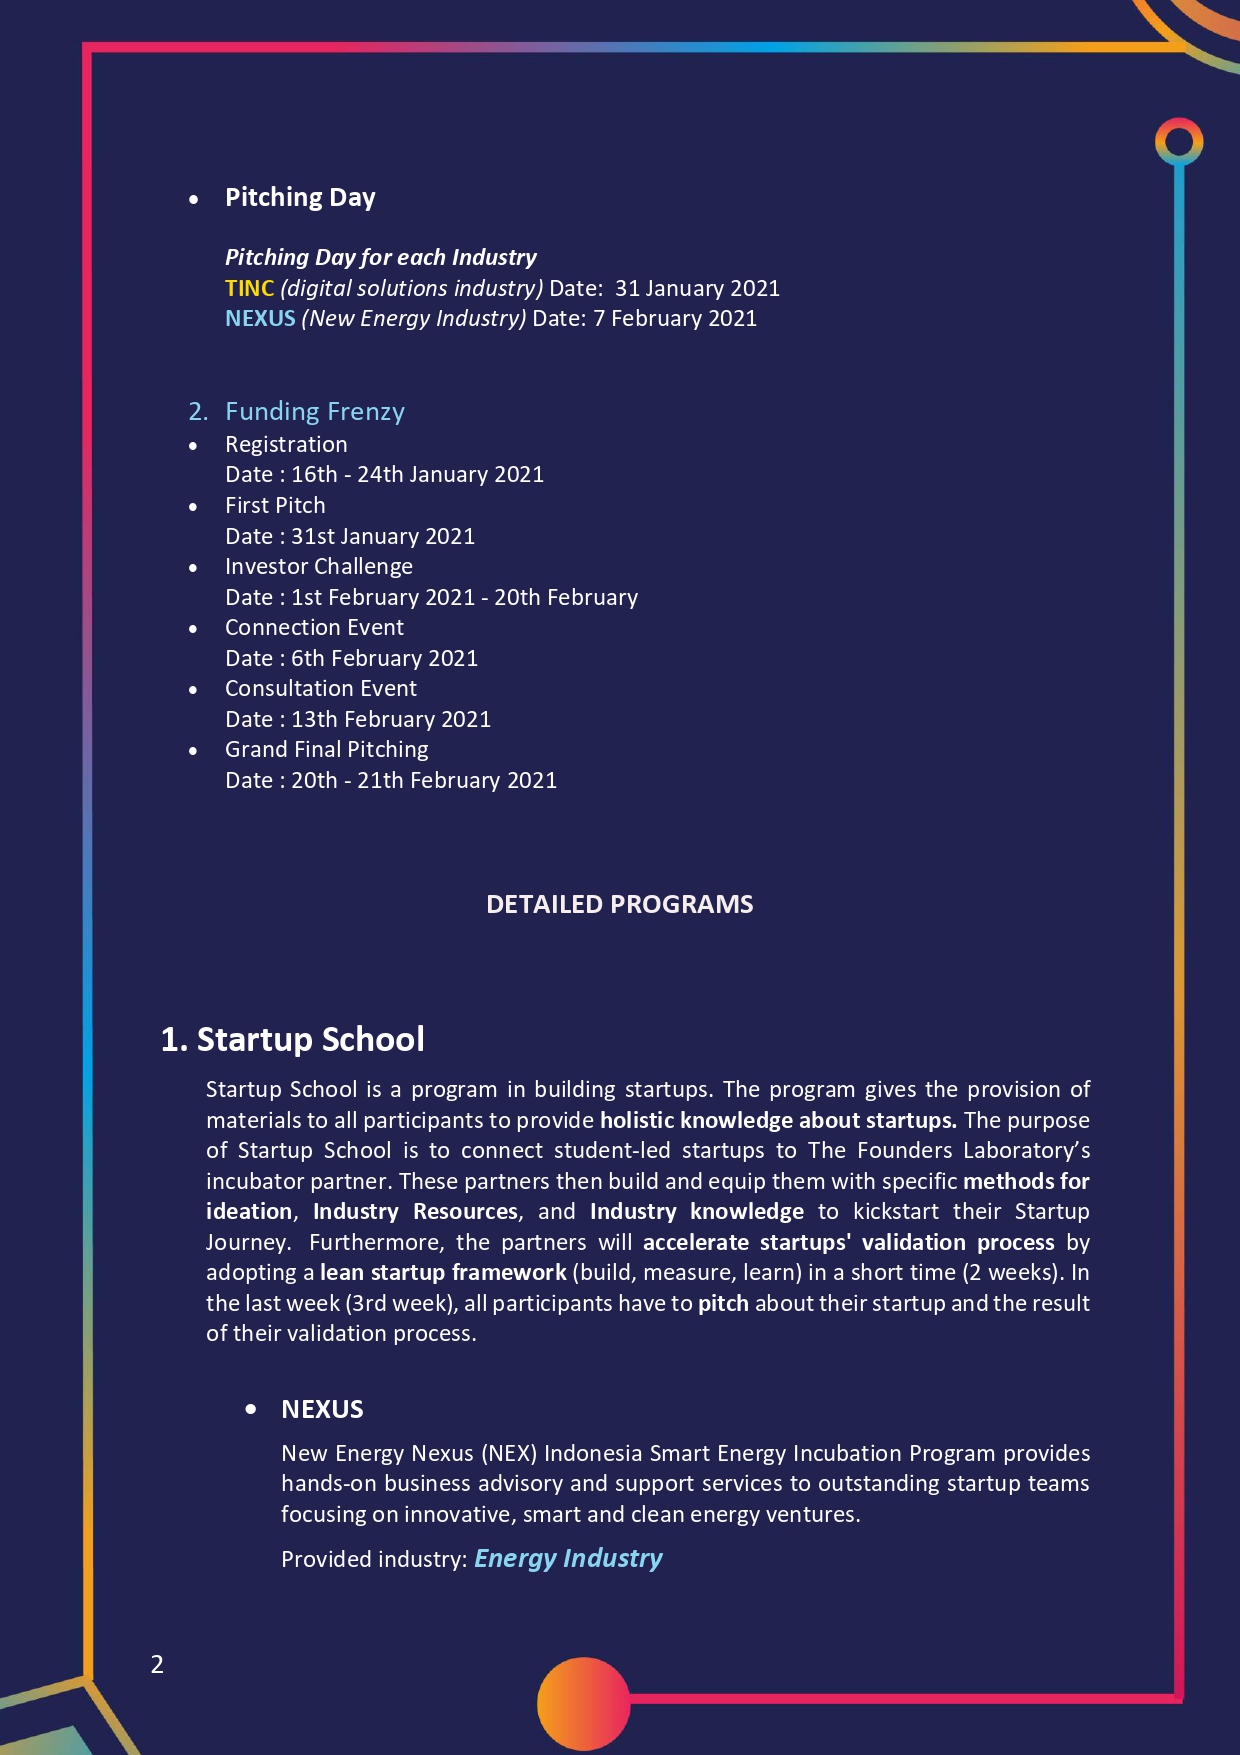 • Pitching Day
Pitching Day for each Industry
TINC (digital solutions industry) Date:  31 January 2021
NEXUS (New Energy Industry) Date: 7 February 2021
2. Funding Frenzy
• Registration
Date : 16th - 24th January 2021
• First Pitch
Date : 31st January 2021
• Investor Challenge
Date : 1st February 2021 - 20th February
• Connection Event
Date : 6th February 2021
• Consultation Event
Date : 13th February 2021
• Grand Final Pitching
Date : 20th - 21th February 2021
DETAILED PROGRAMS
1. Startup School
Startup School is a program in building startups. The program gives the provision of
materials to all participants to provide holistic knowledge about startups. The purpose
of Startup School is to connect student-led startups to The Founders Laboratory’s
incubator partner. These partners then build and equip them with specific methods for
ideation, Industry Resources, and Industry knowledge to kickstart their Startup
Journey.  Furthermore, the partners will accelerate startups' validation process by
adopting a lean startup framework (build, measure, learn) in a short time (2 weeks). In
the last week (3rd week), all participants have to pitch about their startup and the result
of their validation process.
• NEXUS
New Energy Nexus (NEX) Indonesia Smart Energy Incubation Program provides
hands-on business advisory and support services to outstanding startup teams
focusing on innovative, smart and clean energy ventures.
Provided industry: Energy Industry
2